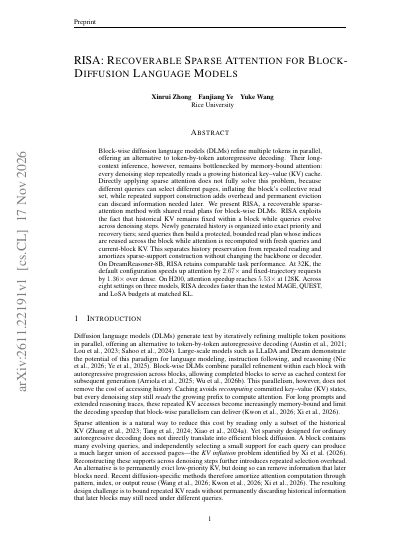 Preprint
RISA: RECOVERABLE SPARSE ATTENTION FOR BLOCK-
DIFFUSION LANGUAGE MODELS
Xinrui Zhong Fanjiang Ye Yuke Wang
Rice University
ABSTRACT
Block-wise diffusion language models (DLMs) refine multiple tokens in parallel,
offering an alternative to token-by-token autoregressive decoding. Their long-
context inference, however, remains bottlenecked by memory-bound attention:
every denoising step repeatedly reads a growing historical key–value (KV) cache.
Directly applying sparse attention does not fully solve this problem, because
different queries can select different pages, inflating the block's collective read
set, while repeated support construction adds overhead and permanent eviction
can discard information needed later. We present RISA, a recoverable sparse-
attention method with shared read plans for block-wise DLMs. RISA exploits
the fact that historical KV remains fixed within a block while queries evolve
across denoising steps. Newly generated history is organized into exact priority and
recovery tiers; seed queries then build a protected, bounded read plan whose indices
are reused across the block while attention is recomputed with fresh queries and
current-block KV. This separates history preservation from repeated reading and
amortizes sparse-support construction without changing the backbone or decoder.
On DreamReasoner-8B, RISA retains comparable task performance. At 32K, the
default configuration speeds up attention by 2.67× and fixed-trajectory requests
by 1.36× over dense. On H200, attention speedup reaches 5.53× at 128K. Across
eight settings on three models, RISA decodes faster than the tested MAGE, QUEST,
and LoSA budgets at matched KL.
1 INTRODUCTION
Diffusion language models (DLMs) generate text by iteratively refining multiple token positions
in parallel, offering an alternative to token-by-token autoregressive decoding (Austin et al., 2021;
Lou et al., 2023; Sahoo et al., 2024). Large-scale models such as LLaDA and Dream demonstrate
the potential of this paradigm for language modeling, instruction following, and reasoning (Nie
et al., 2026; Ye et al., 2025). Block-wise DLMs combine parallel refinement within each block with
autoregressive progression across blocks, allowing completed blocks to serve as cached context for
subsequent generation (Arriola et al., 2025; Wu et al., 2026b). This parallelism, however, does not
remove the cost of accessing history. Caching avoids recomputing committed key–value (KV) states,
but every denoising step still reads the growing prefix to compute attention. For long prompts and
extended reasoning traces, these repeated KV accesses become increasingly memory-bound and limit
the decoding speed that block-wise parallelism can deliver (Kwon et al., 2026; Xi et al., 2026).
Sparse attention is a natural way to reduce this cost by reading only a subset of the historical
KV (Zhang et al., 2023; Tang et al., 2024; Xiao et al., 2024a). Yet sparsity designed for ordinary
autoregressive decoding does not directly translate into efficient block diffusion. A block contains
many evolving queries, and independently selecting a small support for each query can produce
a much larger union of accessed pages—the KV inflation problem identified by Xi et al. (2026).
Reconstructing these supports across denoising steps further introduces repeated selection overhead.
An alternative is to permanently evict low-priority KV, but doing so can remove information that later
blocks need. Recent diffusion-specific methods therefore amortize attention computation through
pattern, index, or output reuse (Wang et al., 2026; Kwon et al., 2026; Xi et al., 2026). The resulting
design challenge is to bound repeated KV reads without permanently discarding historical information
that later blocks may still need under different queries.
1
arXiv:2611.22191v1 [cs.CL] 17 Nov 2026